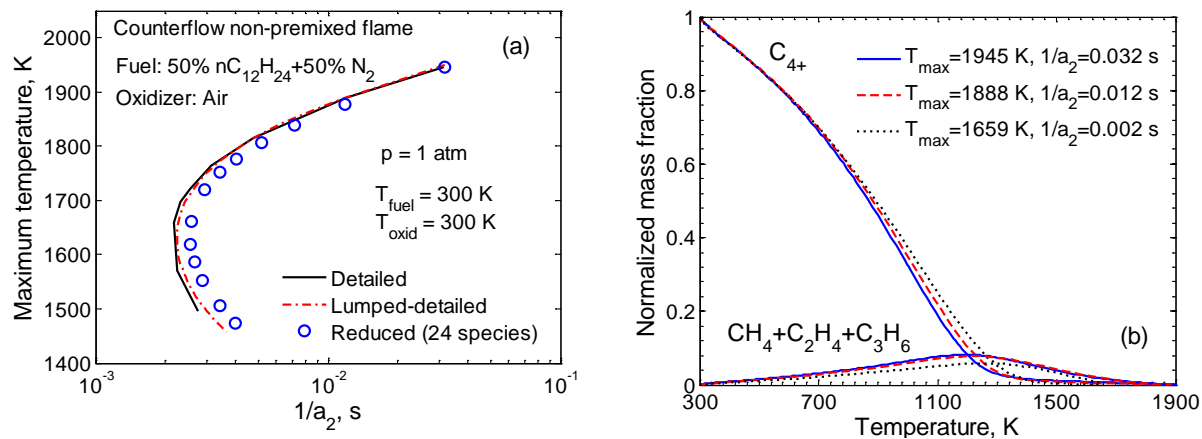 Counterflow non-premixed flame
(a)
Fuel: 50% nC12H24+50% N2
Oxidizer: Air
p = 1 atm
Tfuel = 300 K
Toxid = 300 K
Detailed
Lumped-detailed
Reduced (24 species)
Maximum temperature, K
2000
1900
1800
1700
1600
1500
1400
10-3
10-2
10-1
1/a2, s
C4+
Tmax=1945 K, 1/a2=0.032 s
Tmax=1888 K, 1/a2=0.012 s
Tmax=1659 K, 1/a2=0.002 s
CH4+C2H4+C3H6
(b)
Normalized mass fraction
1
0.8
0.6
0.4
0.2
0
300
700
1100
1500
1900
Temperature, K